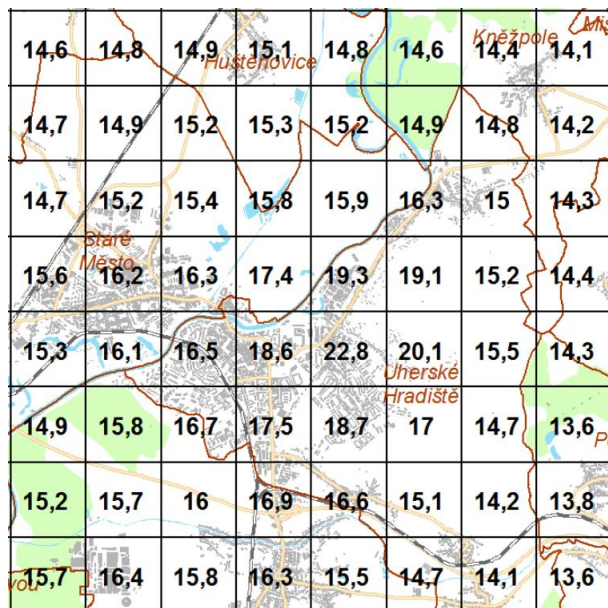 14,6 14,8 14,9 15,1 14,8 14,6 14,4 14,1
Huštěnovice
Kněžpole
14,7 14,9 15,2 15,3 15,2 14,9 14,8 14,2
14,7 15,2 15,4 15,8 15,9 16,3 15 14,3
Staré
Město
15,6 16,2 16,3 17,4 19,3 19,1 15,2 14,4
15,3 16,1 16,5 18,6 22,8 20,1 15,5 14,3
Uherské
Hradiště
14,9 15,8 16,7 17,5 18,7 17 14,7 13,6
15,2 15,7 16 16,9 16,6 15,1 14,2 13,8
15,7 16,4 15,8 16,3 15,5 14,7 14,1 13,6
vou